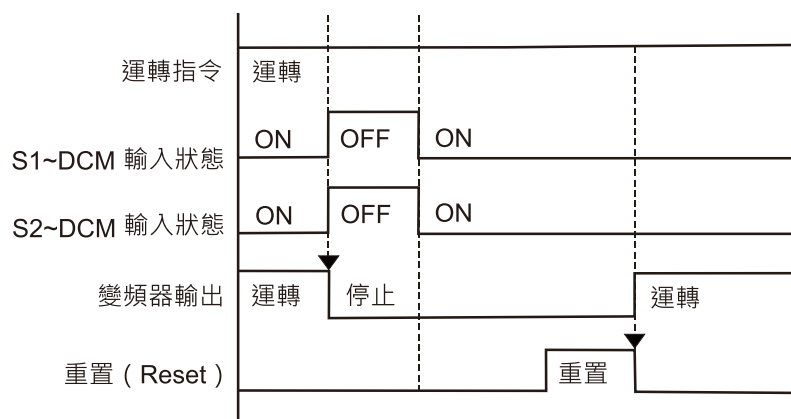 運轉指令 運轉
ON OFF ON
S1~DCM 輸入狀態
ON OFF ON
S2~DCM 輸入狀態
變頻器輸出 運轉 停止 運轉
重置（Reset） 重置